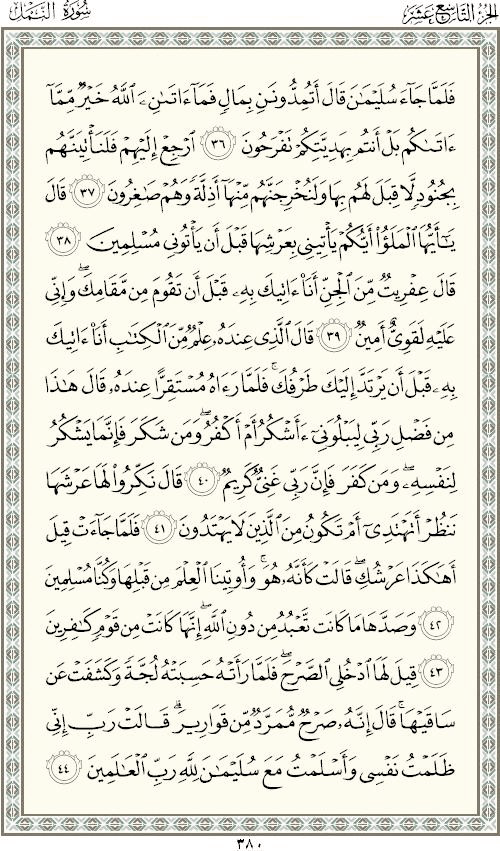 الجزء التاسع عشر
سورة النمل
فَلَمَّا جَآءَ سُلَيْمَٰنَ قَالَ أَتُمِدُّونَنِ بِمَالٍ فَمَآ ءَاتَىٰنِۦَ ٱللَّهُ خَيْرٌ مِّمَّآ
ءَاتَىٰكُم بَلْ أَنتُم بِهَدِيَّتِكُمْ تَفْرَحُونَ ٣٦ ٱرْجِعْ إِلَيْهِمْ فَلَنَأْتِيَنَّهُم
بِجُنُودٍ لَّا قِبَلَ لَهُم بِهَا وَلَنُخْرِجَنَّهُم مِّنْهَآ أَذِلَّةً وَهُمْ صَٰغِرُونَ ٣٧ قَالَ
يَٰٓأَيُّهَا ٱلْمَلَؤُا۟ أَيُّكُمْ يَأْتِينِى بِعَرْشِهَا قَبْلَ أَن يَأْتُونِى مُسْلِمِينَ ٣٨
قَالَ عِفْرِيتٌ مِّنَ ٱلْجِنِّ أَنَا۠ ءَاتِيكَ بِهِۦ قَبْلَ أَن تَقُومَ مِن مَّقَامِكَ ۖ وَإِنِّى
عَلَيْهِ لَقَوِىٌّ أَمِينٌ ٣٩ قَالَ ٱلَّذِى عِندَهُۥ عِلْمٌ مِّنَ ٱلْكِتَٰبِ أَنَا۠ ءَاتِيكَ
بِهِۦ قَبْلَ أَن يَرْتَدَّ إِلَيْكَ طَرْفُكَ ۚ فَلَمَّا رَءَاهُ مُسْتَقِرًّا عِندَهُۥ قَالَ هَٰذَا
مِن فَضْلِ رَبِّى لِيَبْلُوَنِىٓ ءَأَشْكُرُ أَمْ أَكْفُرُ ۖ وَمَن شَكَرَ فَإِنَّمَا يَشْكُرُ
لِنَفْسِهِۦ ۖ وَمَن كَفَرَ فَإِنَّ رَبِّى غَنِىٌّ كَرِيمٌ ٤٠ قَالَ نَكِّرُوا۟ لَهَا عَرْشَهَا
نَنظُرْ أَتَهْتَدِىٓ أَمْ تَكُونُ مِنَ ٱلَّذِينَ لَا يَهْتَدُونَ ٤١ فَلَمَّا جَآءَتْ قِيلَ
أَهَٰكَذَا عَرْشُكِ ۖ قَالَتْ كَأَنَّهُۥ هُوَ ۚ وَأُوتِينَا ٱلْعِلْمَ مِن قَبْلِهَا وَكُنَّا مُسْلِمِينَ
٤٢ وَصَدَّهَا مَا كَانَت تَّعْبُدُ مِن دُونِ ٱللَّهِ ۖ إِنَّهَا كَانَتْ مِن قَوْمٍ كَٰفِرِينَ
٤٣ قِيلَ لَهَا ٱدْخُلِى ٱلصَّرْحَ ۖ فَلَمَّا رَأَتْهُ حَسِبَتْهُ لُجَّةً وَكَشَفَتْ عَن
سَاقَيْهَا ۚ قَالَ إِنَّهُۥ صَرْحٌ مُّمَرَّدٌ مِّن قَوَارِيرَ ۗ قَالَتْ رَبِّ إِنِّى
ظَلَمْتُ نَفْسِى وَأَسْلَمْتُ مَعَ سُلَيْمَٰنَ لِلَّهِ رَبِّ ٱلْعَٰلَمِينَ ٤٤
٣٨٠